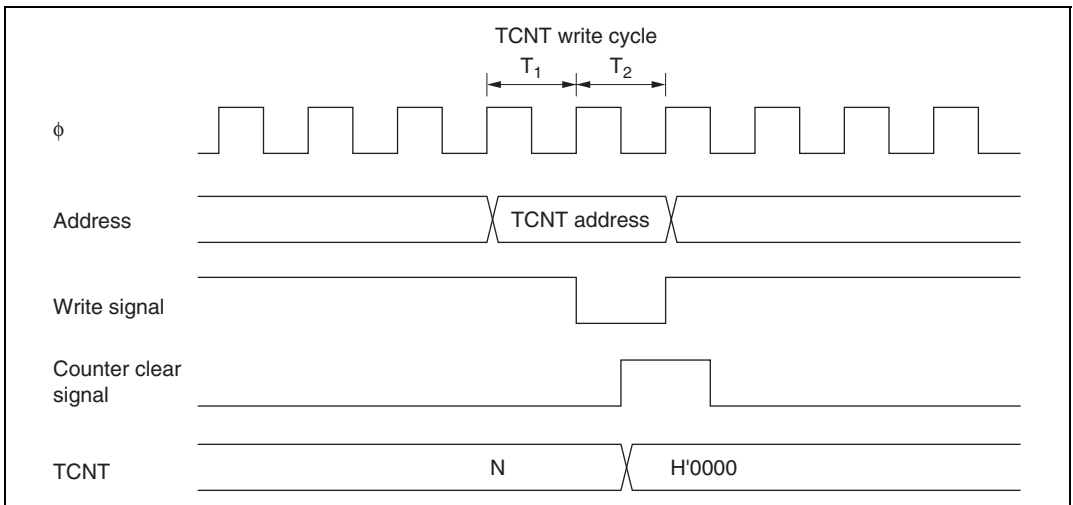 TCNT write cycle
T1 T2
φ
Address
TCNT address
Write signal
Counter clear
signal
TCNT
N
H'0000